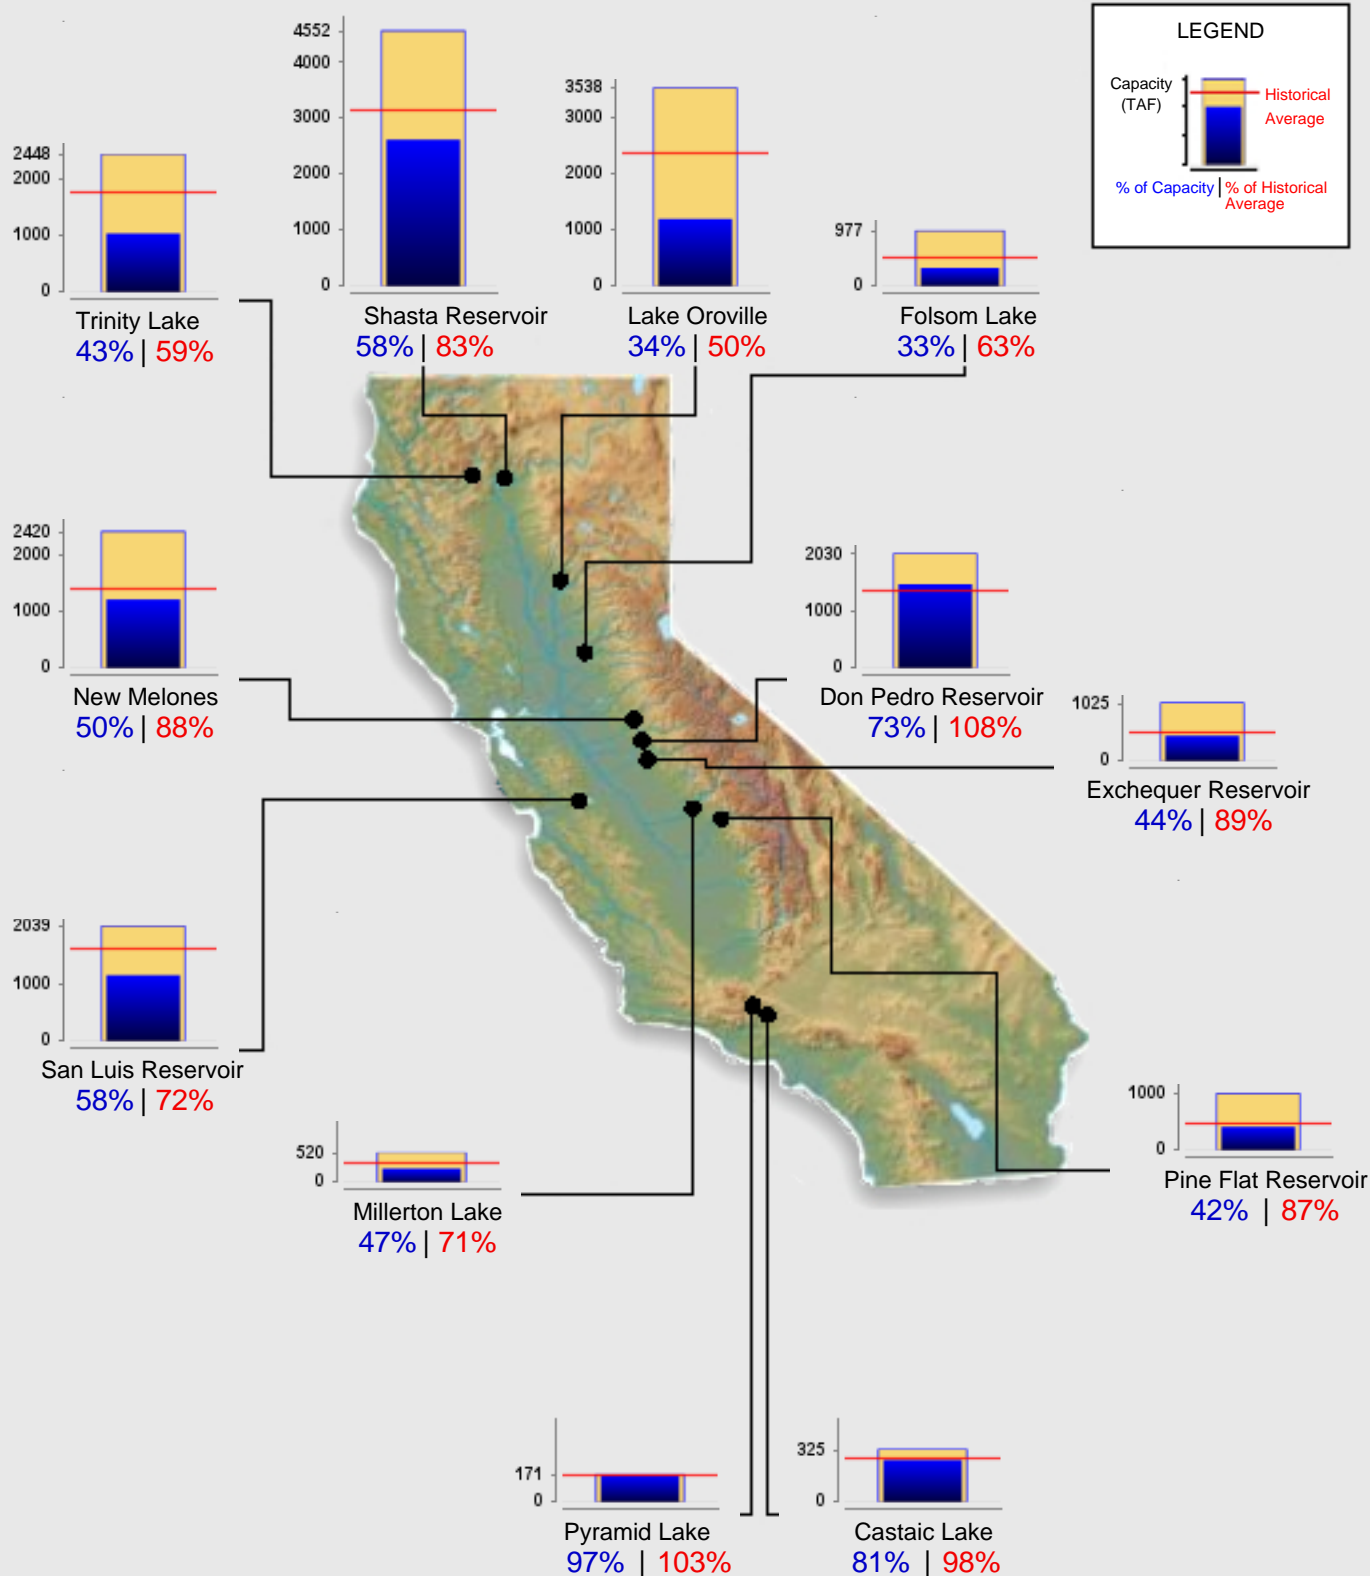 LEGEND
Capacity
(TAF)
Historical
Average
% of Capacity | % of Historical
Average
4552
4000
3000
2000
1000
0
Shasta Reservoir
58% | 83%
3538
3000
2000
1000
0
Lake Oroville
34% | 50%
2448
2000
1000
0
Trinity Lake
43% | 59%
977
0
Folsom Lake
33% | 63%
2420
2000
1000
0
New Melones
50% | 88%
2030
1000
0
Don Pedro Reservoir
73% | 108%
1025
0
Exchequer Reservoir
44% | 89%
2039
1000
0
San Luis Reservoir
58% | 72%
520
0
Millerton Lake
47% | 71%
1000
0
Pine Flat Reservoir
42% | 87%
171
0
Pyramid Lake
97% | 103%
325
0
Castaic Lake
81% | 98%